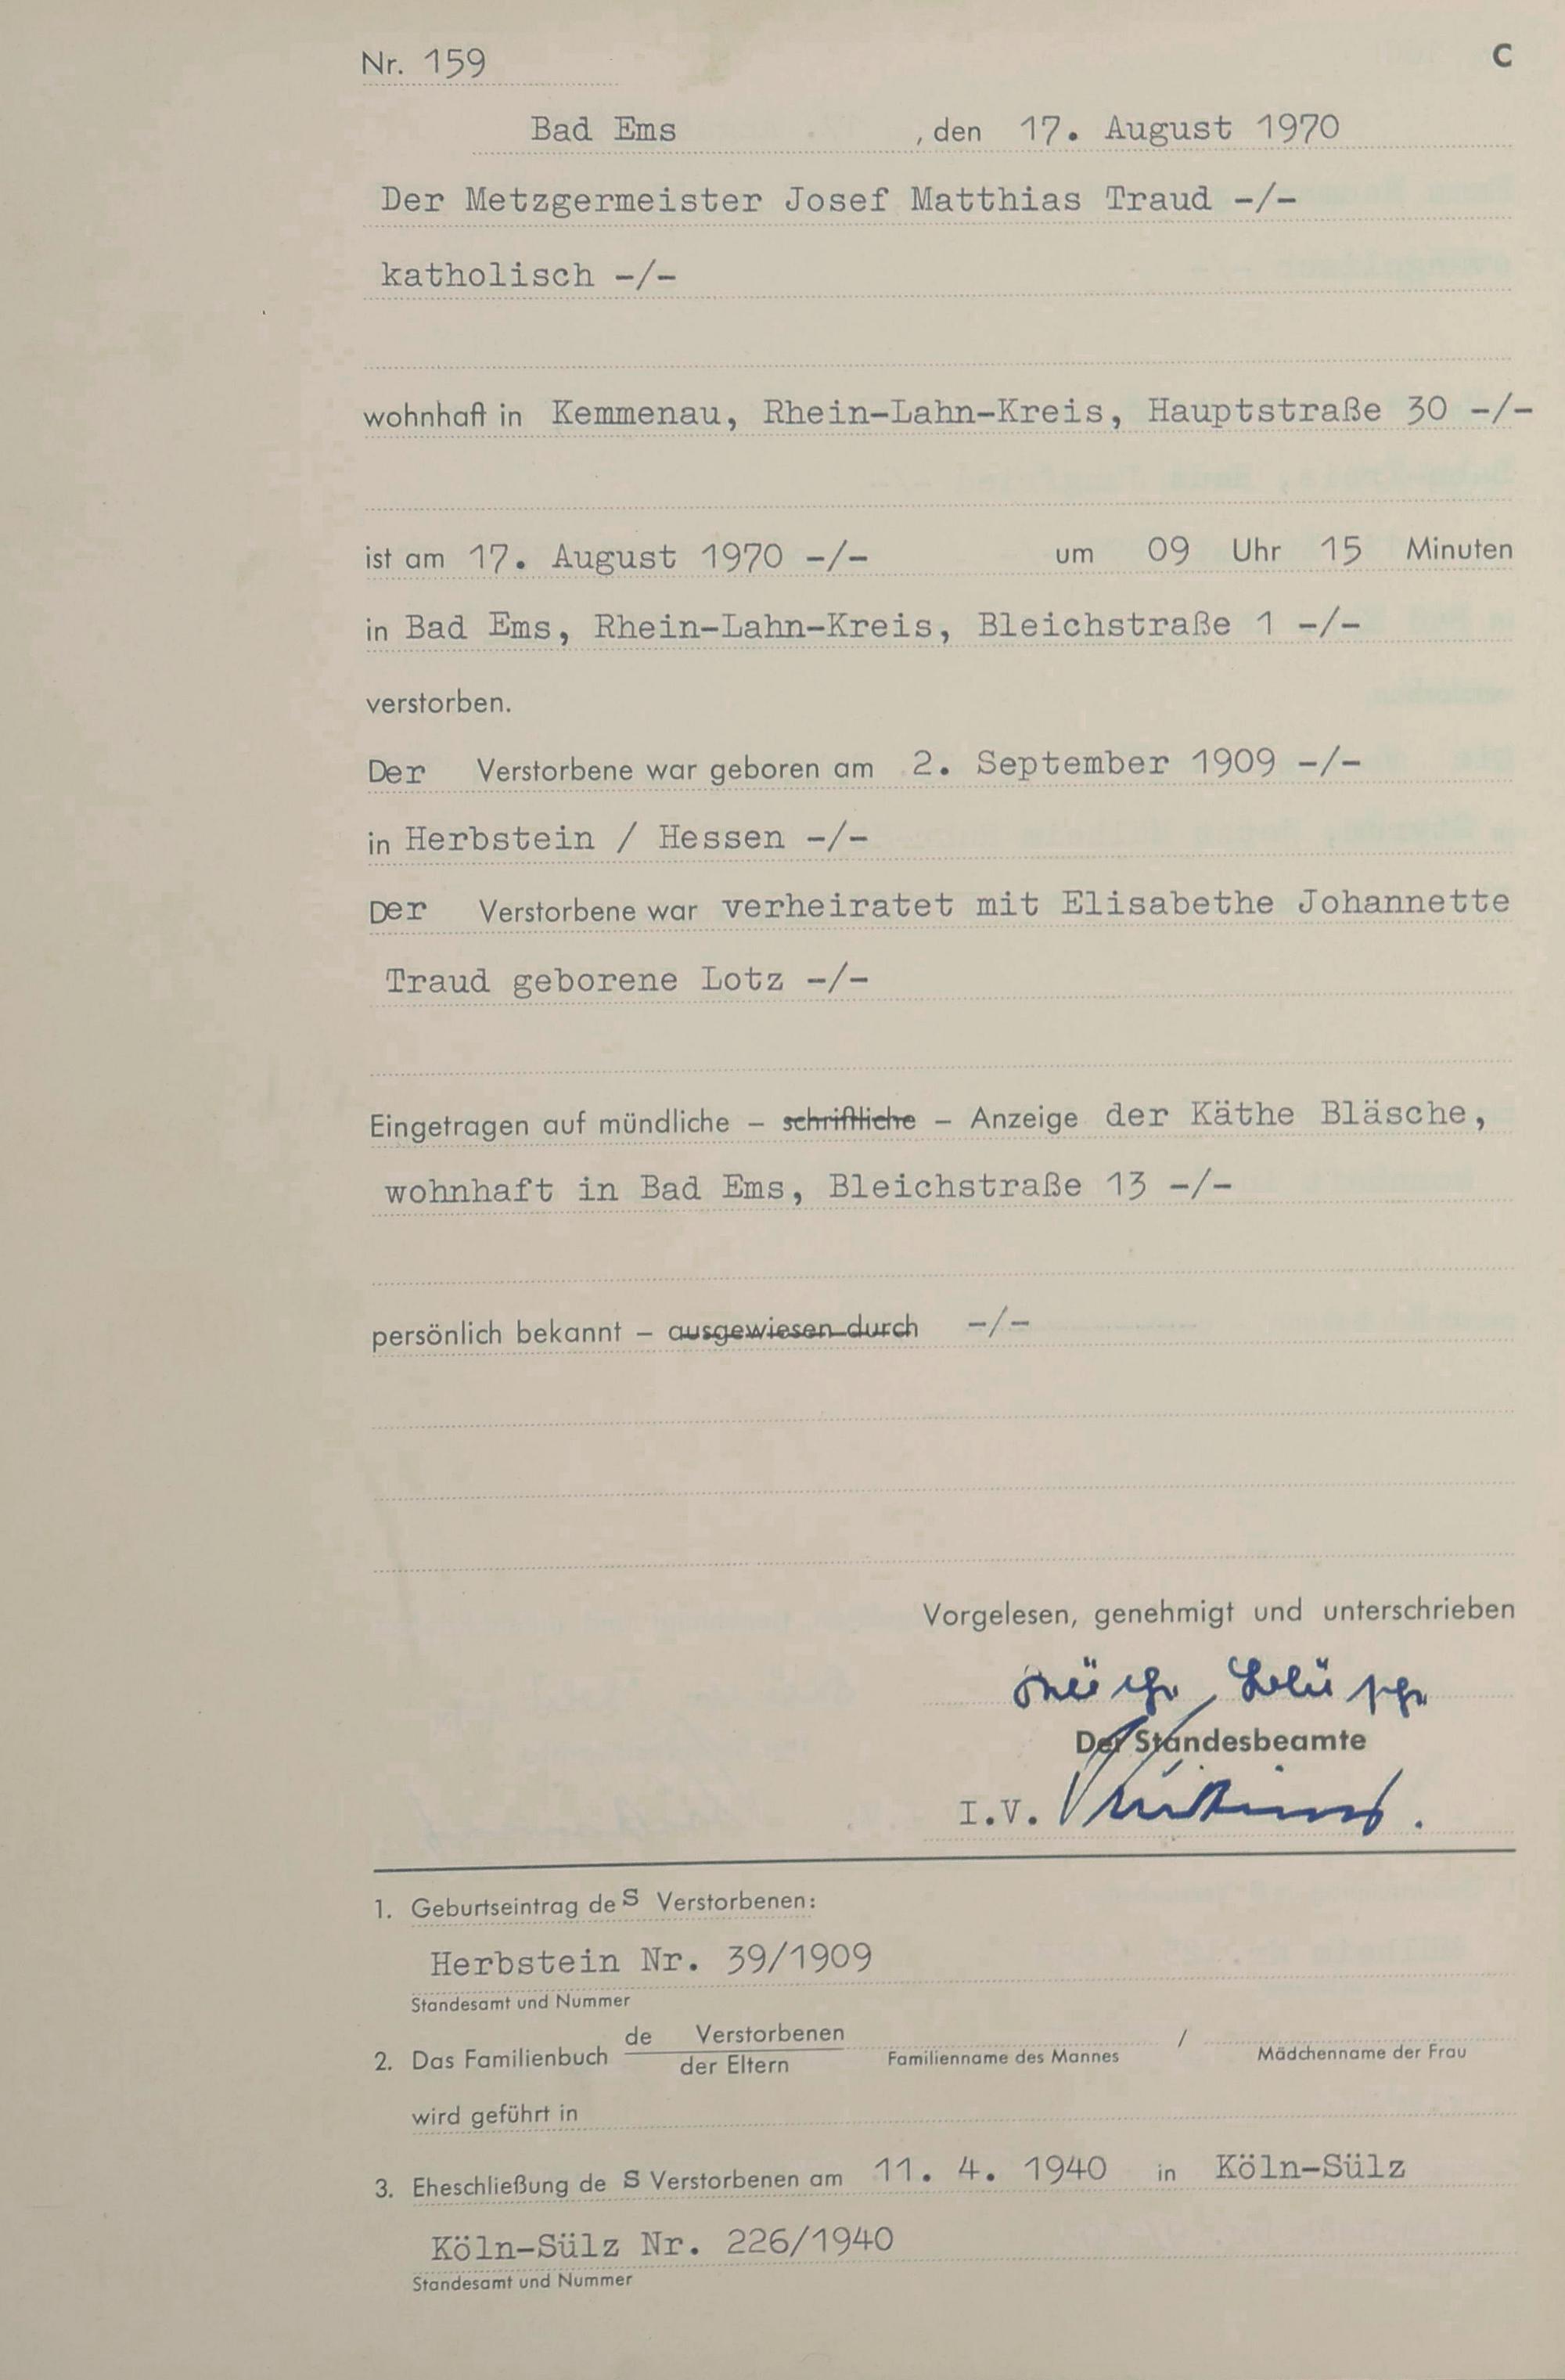 Nr. 159
C
Bad Ems , den 17. August 1970
Der Metzgermeister Josef Matthias Traud -/-
katholisch -/-
wohnhaft in Kemmenau, Rhein-Lahn-Kreis, Hauptstraße 30 -/-
ist am 17. August 1970 -/- um 09 Uhr 15 Minuten
in Bad Ems, Rhein-Lahn-Kreis, Bleichstraße 1 -/-
verstorben.
Der Verstorbene war geboren am 2. September 1909 -/-
in Herbstein / Hessen -/-
Der Verstorbene war verheiratet mit Elisabethe Johannette
Traud geborene Lotz -/-
Eingetragen auf mündliche – schriftliche – Anzeige der Käthe Bläsche,
wohnhaft in Bad Ems, Bleichstraße 13 -/-
persönlich bekannt – ausgewiesen durch -/-
Vorgelesen, genehmigt und unterschrieben
Der Standesbeamte
I.V.
1. Geburtseintrag des Verstorbenen:
Herbstein Nr. 39/1909
Standesamt und Nummer
2. Das Familienbuch de Verstorbenen
der Eltern
Familienname des Mannes / Mädchenname der Frau
wird geführt in
3. Eheschließung de S Verstorbenen am 11. 4. 1940 in Köln-Sülz
Köln-Sülz Nr. 226/1940
Standesamt und Nummer